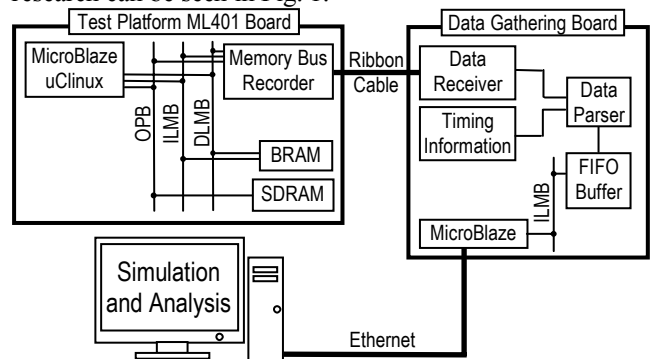 research can be seen in Fig. 1.
Test Platform ML401 Board
MicroBlaze
uClinux
OPB
ILMB
DLMB
Memory Bus
Recorder
BRAM
SDRAM
Ribbon
Cable
Data Gathering Board
Data
Receiver
Timing
Information
Data
Parser
FIFO
Buffer
ILMB
MicroBlaze
Simulation
and Analysis
Ethernet